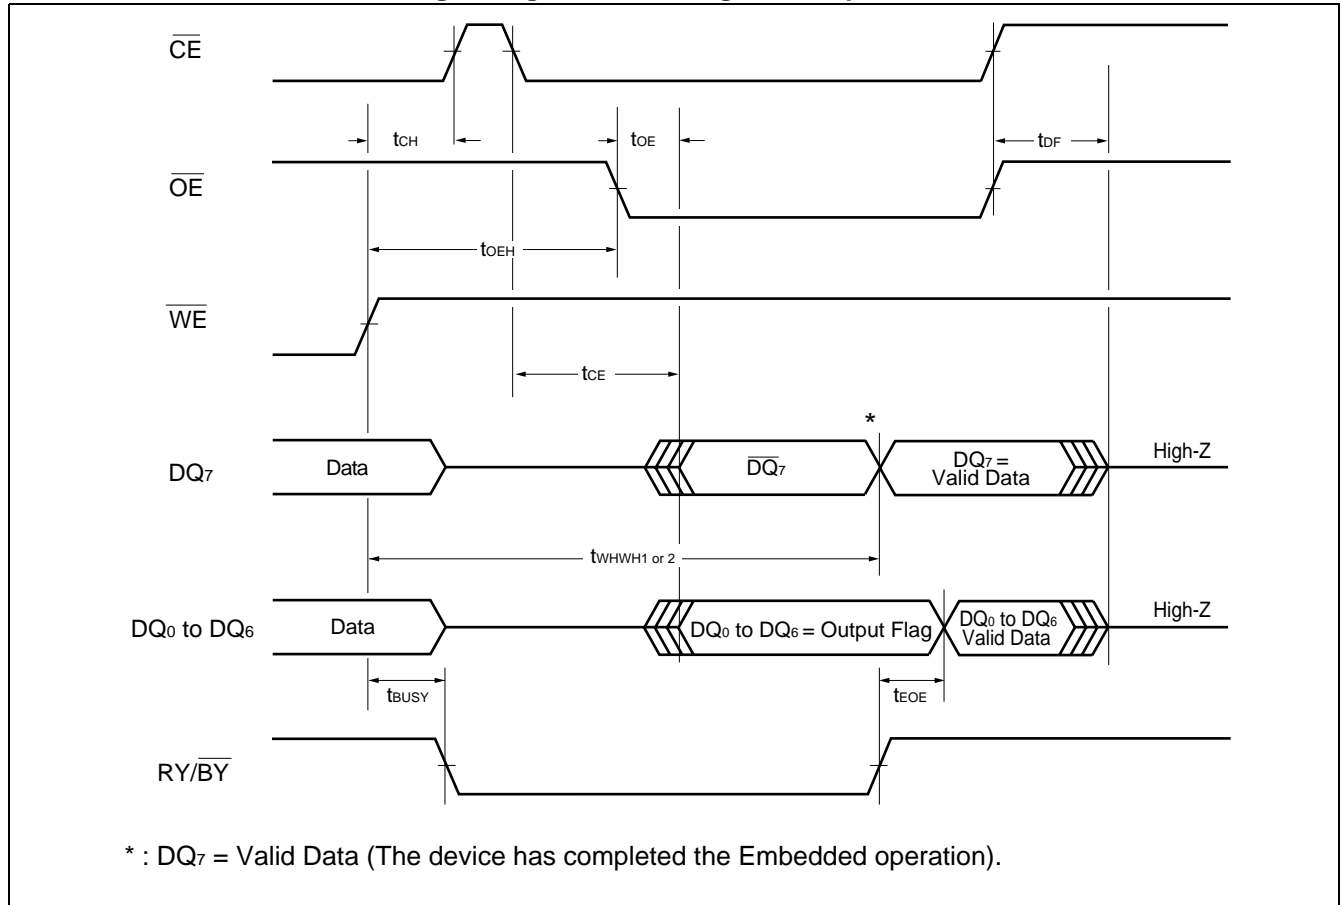 CE
tCH
tOE
tDF
OE
tOEH
WE
tCE
*
DQ7
Data
DQ7
DQ7 =
Valid Data
High-Z
tWHWH1 or 2
DQ0 to DQ6
Data
DQ0 to DQ6 = Output Flag
DQ0 to DQ6
Valid Data
High-Z
tBUSY
tEOE
RY/BY
* : DQ7 = Valid Data (The device has completed the Embedded operation).